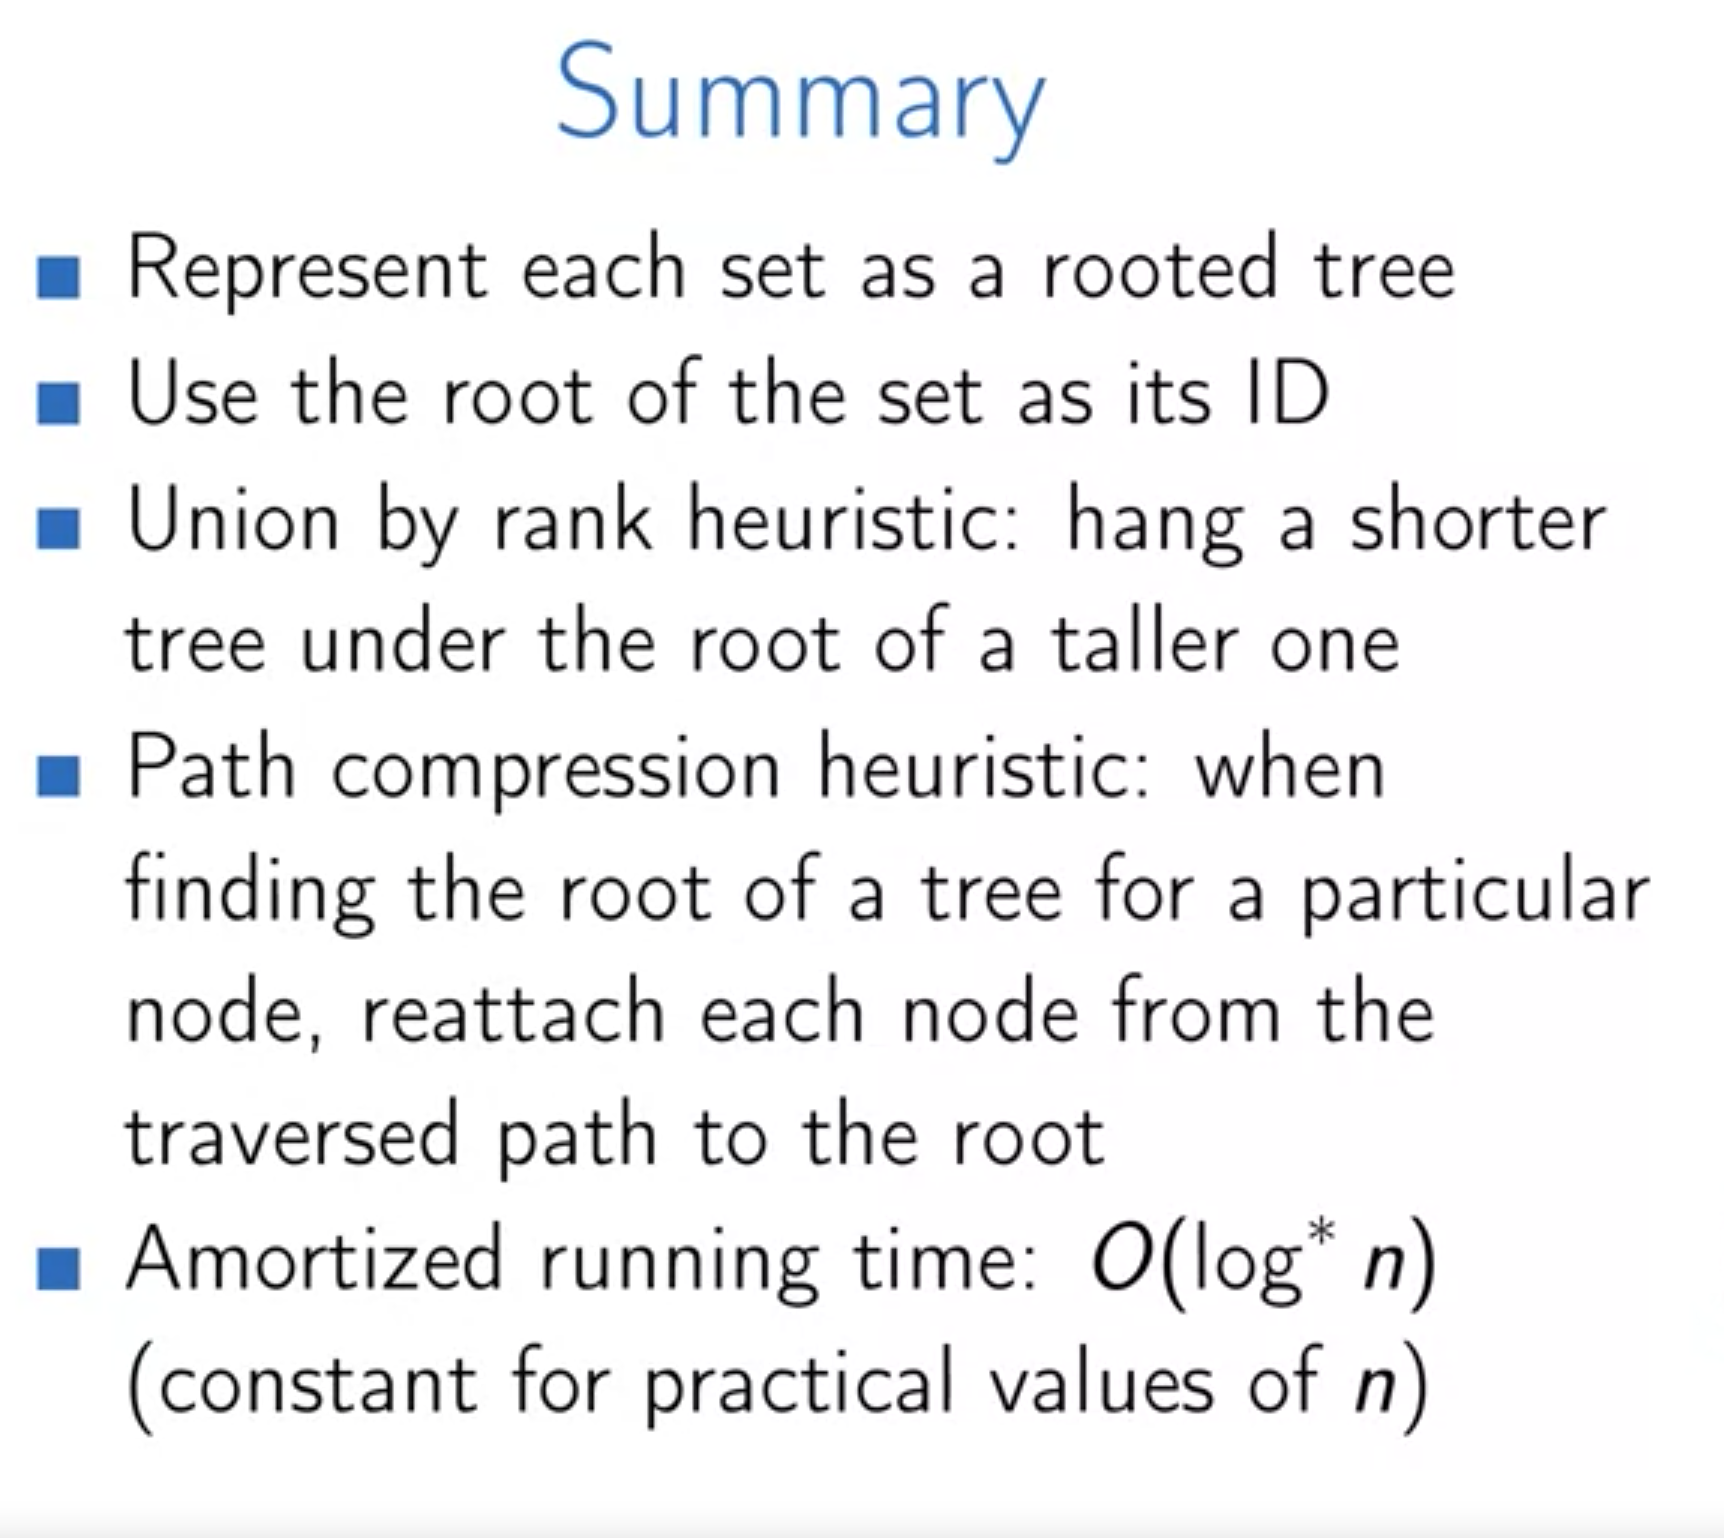 Summary
■ Represent each set as a rooted tree
■ Use the root of the set as its ID
■ Union by rank heuristic: hang a shorter
tree under the root of a taller one
■ Path compression heuristic: when
finding the root of a tree for a particular
node, reattach each node from the
traversed path to the root
■ Amortized running time: O(log* n)
(constant for practical values of n)